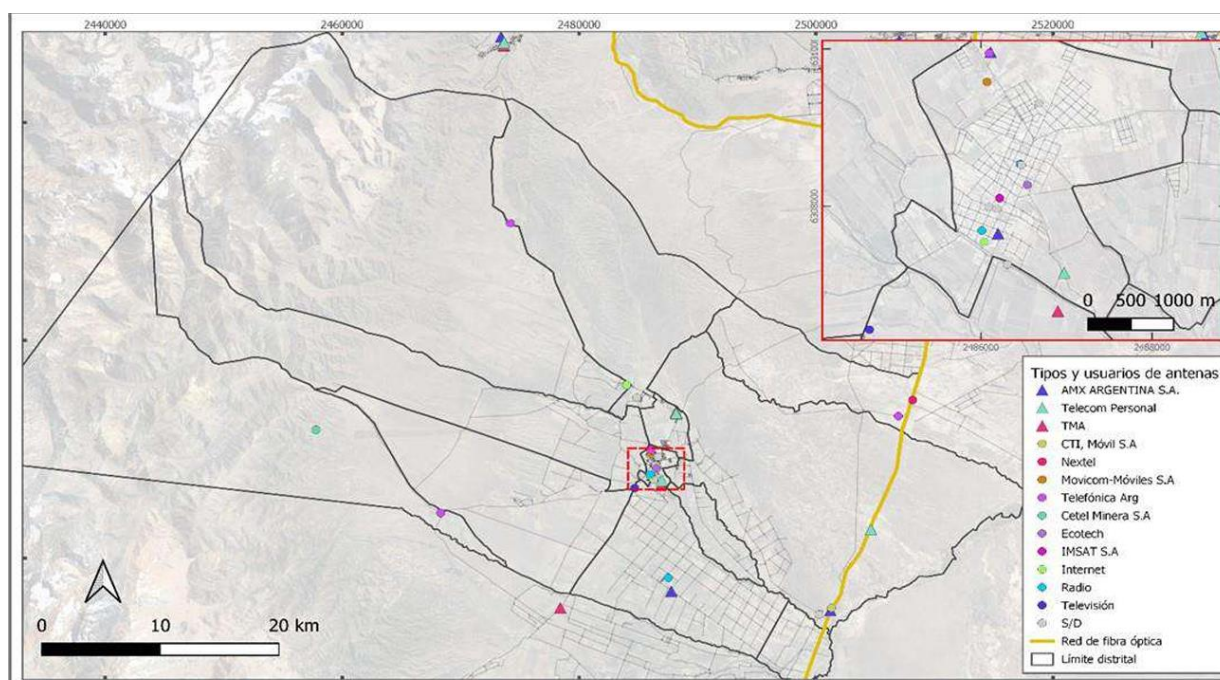 2440000
2460000
2480000
2500000
2520000
6308000
2486000
0 500 1000 m
Tipos y usuarios de antenas
AMX ARGENTINA S.A.
Telecom Personal
TMA
CTI, Móvil S.A
Nextel
Movicom-Móviles S.A
Telefónica Arg
Cetel Minera S.A
Ecotech
IMSAT S.A
Internet
Radio
Televisión
S/D
Red de fibra óptica
Límite distrital
0 10 20 km